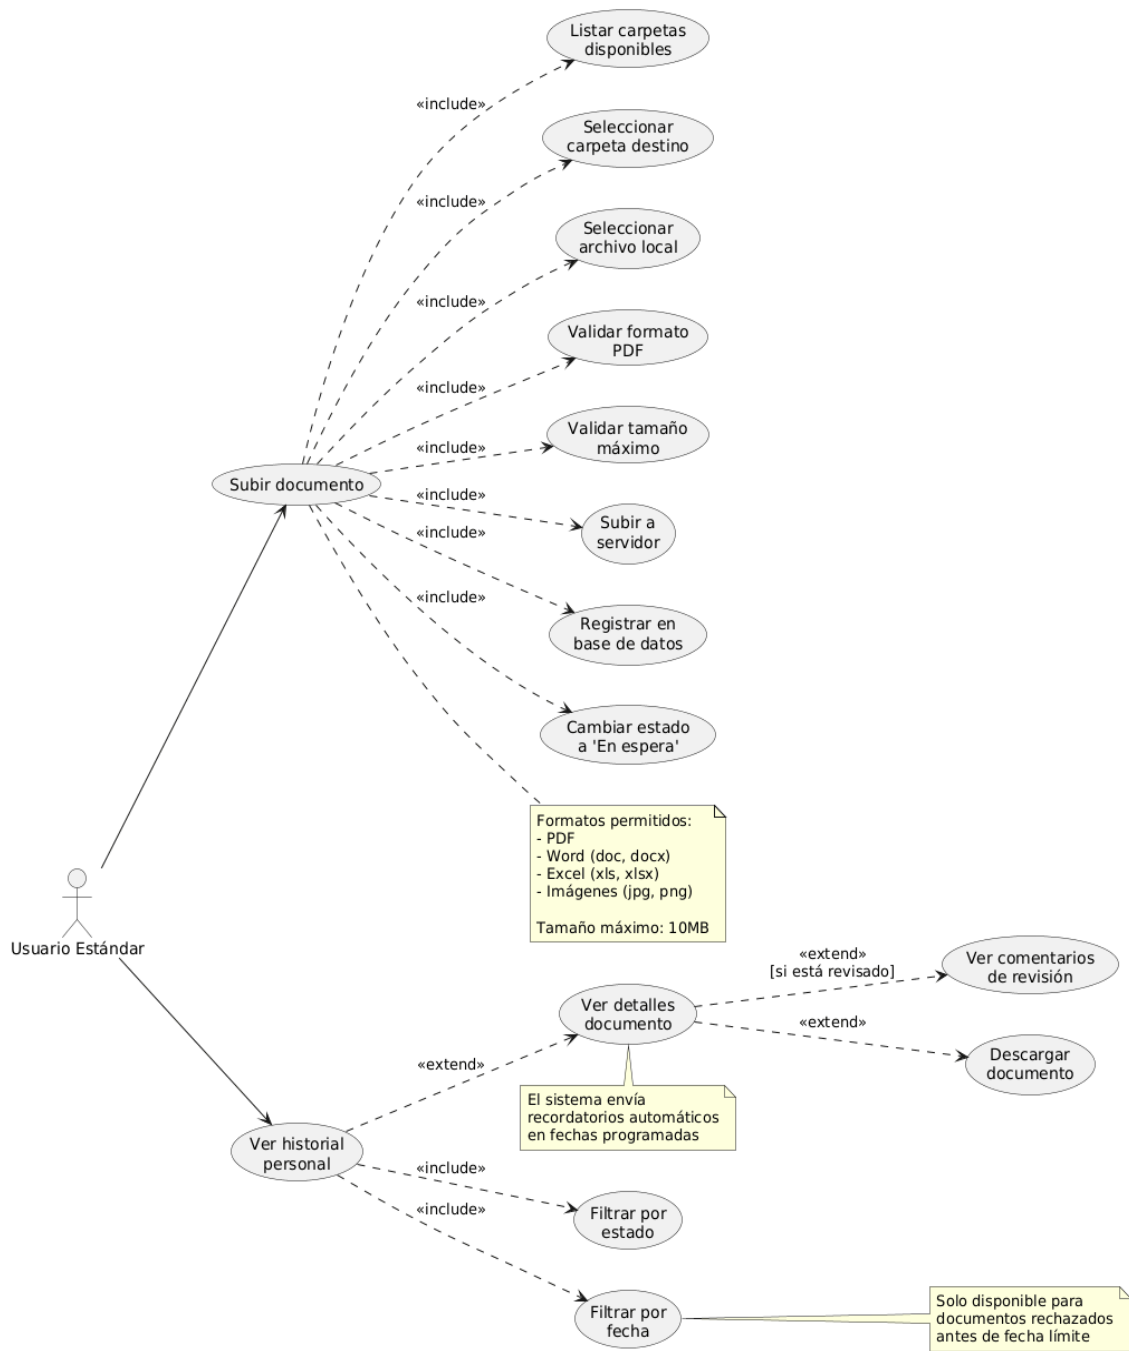 Listar carpetas
disponibles
«include»
Seleccionar
carpeta destino
«include»
Seleccionar
archivo local
«include»
Validar formato
PDF
«include»
Validar tamaño
máximo
«include»
Subir documento
«include»
Subir a
servidor
«include»
Registrar en
base de datos
«include»
Cambiar estado
a 'En espera'
Formatos permitidos:
- PDF
- Word (doc, docx)
- Excel (xls, xlsx)
- Imágenes (jpg, png)
Tamaño máximo: 10MB
Usuario Estándar
«extend»
[si está revisado]
Ver comentarios
de revisión
Ver detalles
documento
«extend»
Descargar
documento
«extend»
El sistema envía
recordatorios automáticos
en fechas programadas
Ver historial
personal
«include»
Filtrar por
estado
«include»
Filtrar por
fecha
Solo disponible para
documentos rechazados
antes de fecha límite